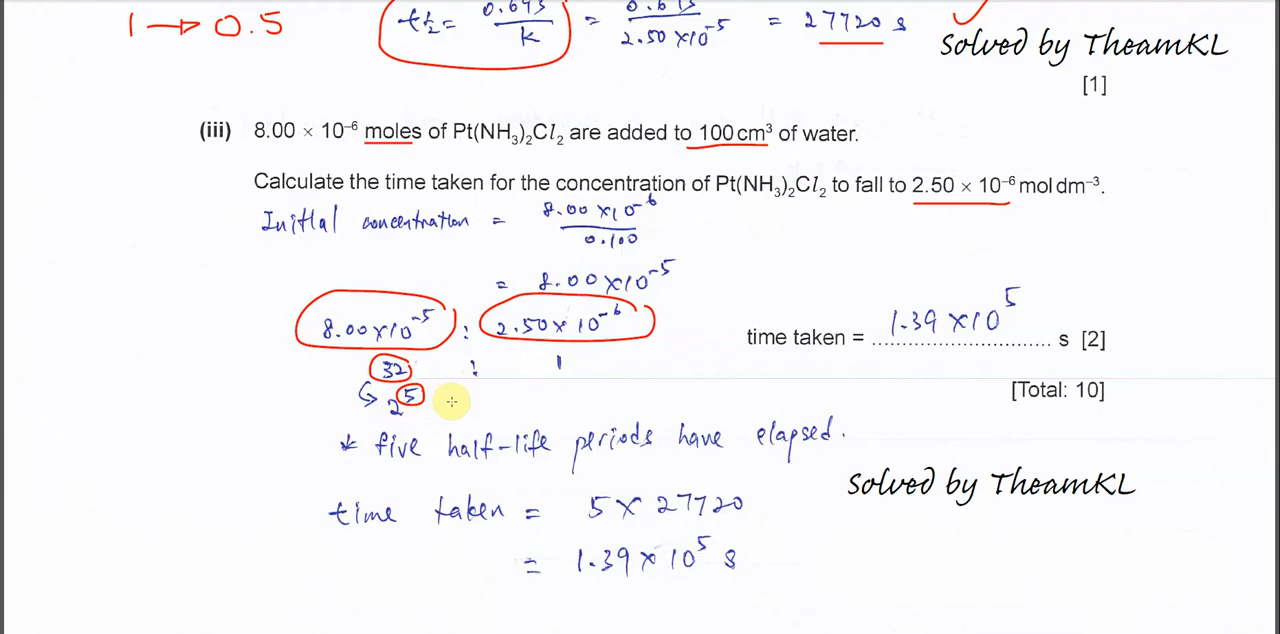 1 → 0.5
t½ = 0.693/k = 0.693/2.50 × 10⁻⁵ = 27720 s
Solved by TheamKL
[1]
(iii) 8.00 × 10⁻⁶ moles of Pt(NH₃)₂Cl₂ are added to 100 cm³ of water.
Calculate the time taken for the concentration of Pt(NH₃)₂Cl₂ to fall to 2.50 × 10⁻⁶ mol dm⁻³.
Initial concentration = 8.00 × 10⁻⁶/0.100
= 8.00 × 10⁻⁵
8.00 × 10⁻⁵ : 2.50 × 10⁻⁶
32 : 1
↳ 2⁵
time taken = 1.39 × 10⁵ s [2]
[Total: 10]
* five half-life periods have elapsed.
Solved by TheamKL
time taken = 5 × 27720
= 1.39 × 10⁵ s